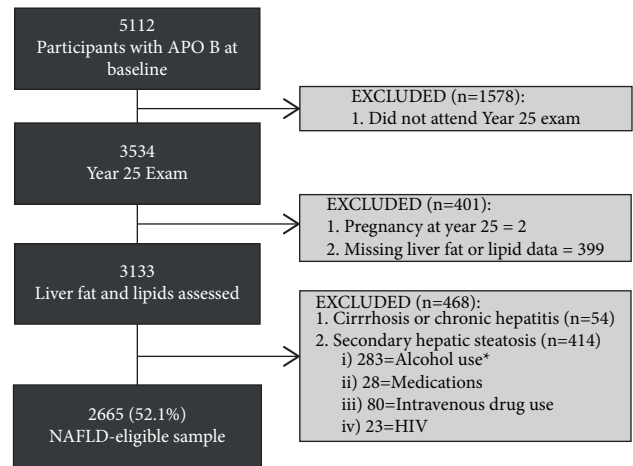 5112
Participants with APO B at
baseline
EXCLUDED (n=1578):
1. Did not attend Year 25 exam
3534
Year 25 Exam
EXCLUDED (n=401):
1. Pregnancy at year 25 = 2
2. Missing liver fat or lipid data = 399
3133
Liver fat and lipids assessed
EXCLUDED (n=468):
1. Cirrrhosis or chronic hepatitis (n=54)
2. Secondary hepatic steatosis (n=414)
i) 283=Alcohol use*
ii) 28=Medications
iii) 80=Intravenous drug use
iv) 23=HIV
2665 (52.1%)
NAFLD-eligible sample